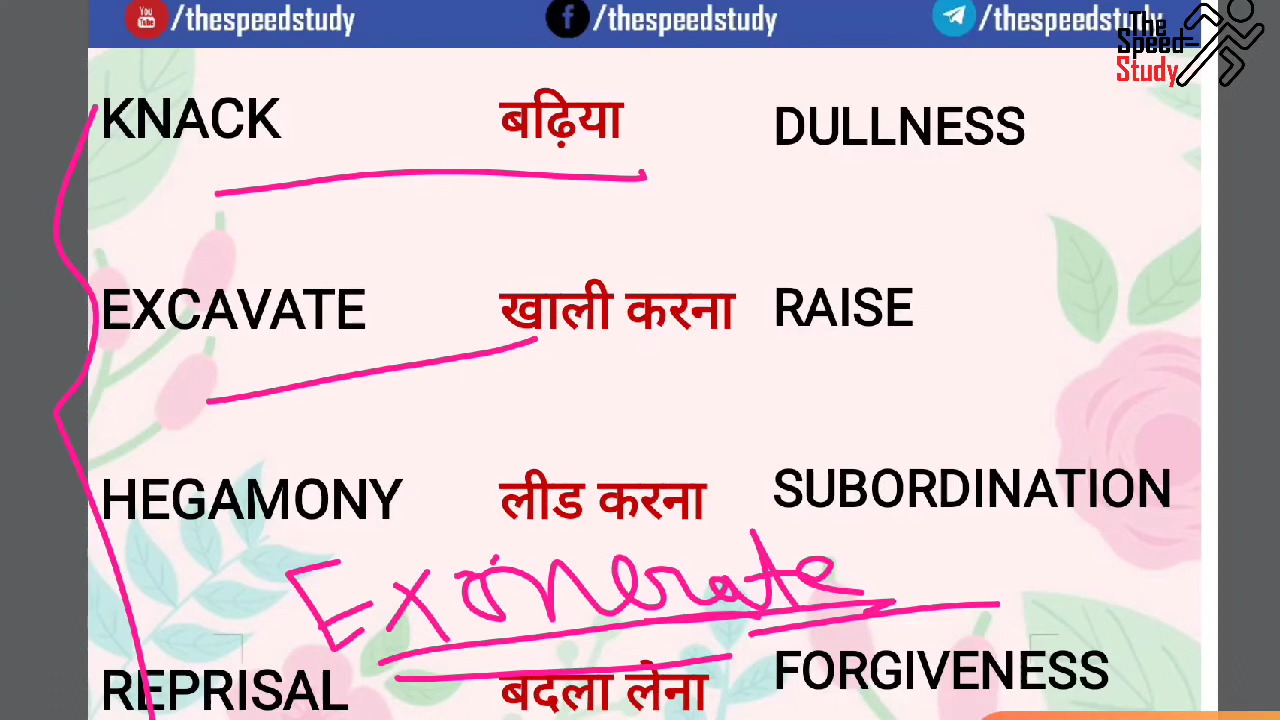 /thespeedstudy /thespeedstudy /thespeedstudy
The Speed Study
KNACK बढ़िया DULLNESS
EXCAVATE खाली करना RAISE
HEGAMONY लीड करना SUBORDINATION
Exonerate
REPRISAL बदला लेना FORGIVENESS